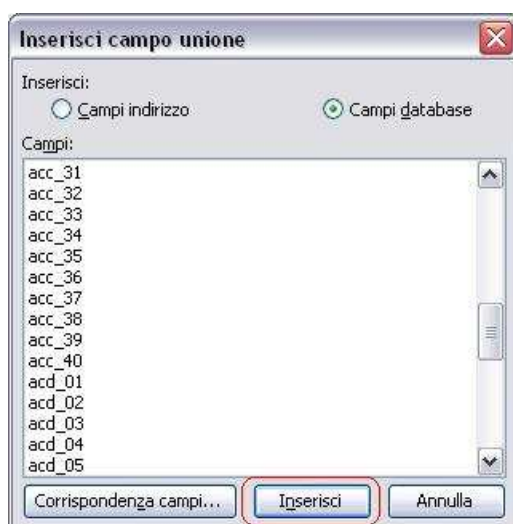 Inserisci campo unione
Inserisci:
Campi indirizzo Campi database
Campi:
acc_31
acc_32
acc_33
acc_34
acc_35
acc_36
acc_37
acc_38
acc_39
acc_40
acd_01
acd_02
acd_03
acd_04
acd_05
Corrispondenza campi... Inserisci Annulla